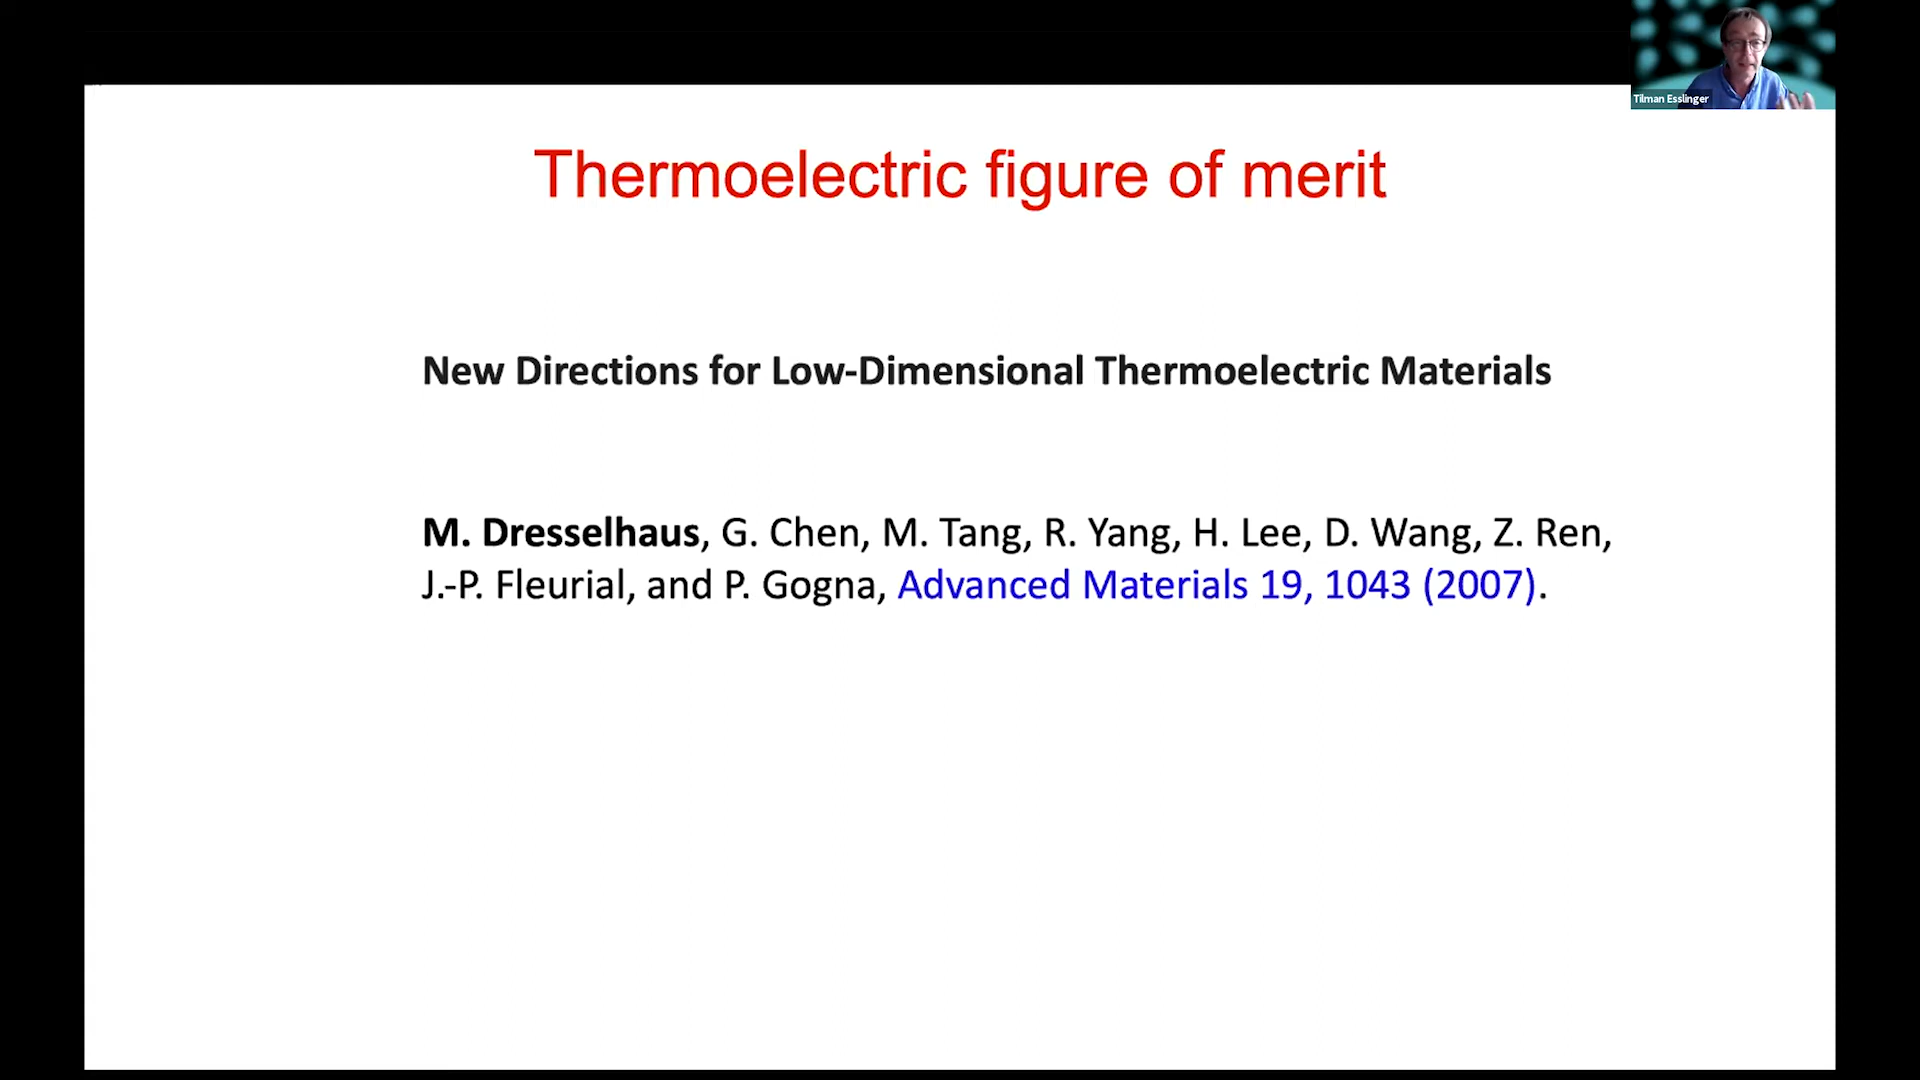 Tilman Esslinger
Thermoelectric figure of merit
New Directions for Low-Dimensional Thermoelectric Materials
M. Dresselhaus, G. Chen, M. Tang, R. Yang, H. Lee, D. Wang, Z. Ren,
J.-P. Fleurial, and P. Gogna, Advanced Materials 19, 1043 (2007).